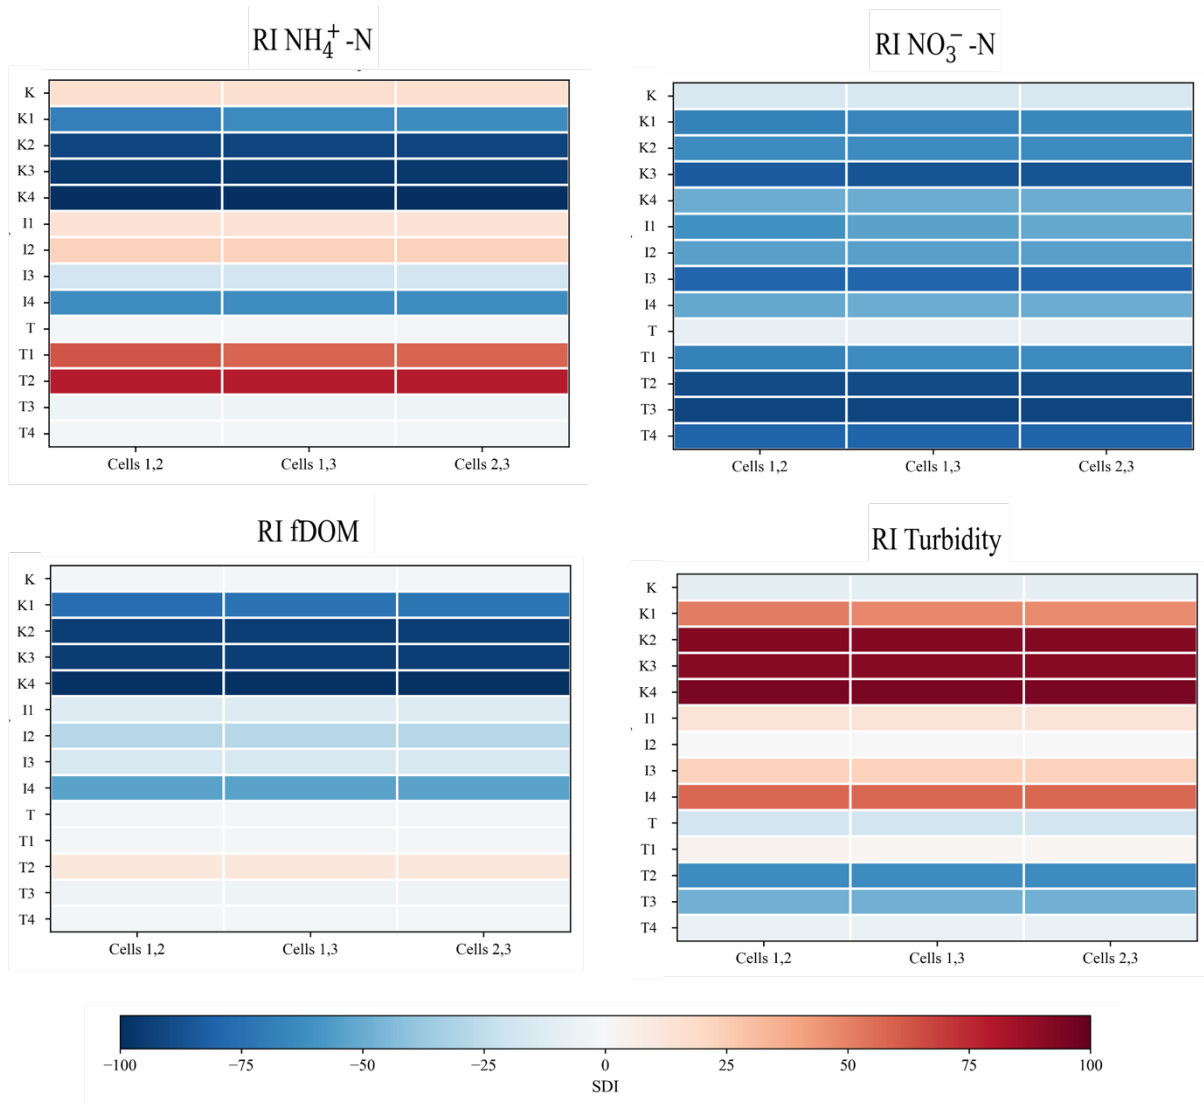 RI NH₄⁺ -N
K
K1
K2
K3
K4
I1
I2
I3
I4
T
T1
T2
T3
T4
Cells 1,2 Cells 1,3 Cells 2,3
RI NO₃⁻ -N
K
K1
K2
K3
K4
I1
I2
I3
I4
T
T1
T2
T3
T4
Cells 1,2 Cells 1,3 Cells 2,3
RI fDOM
K
K1
K2
K3
K4
I1
I2
I3
I4
T
T1
T2
T3
T4
Cells 1,2 Cells 1,3 Cells 2,3
RI Turbidity
K
K1
K2
K3
K4
I1
I2
I3
I4
T
T1
T2
T3
T4
Cells 1,2 Cells 1,3 Cells 2,3
−100 −75 −50 −25 0 25 50 75 100
SDI